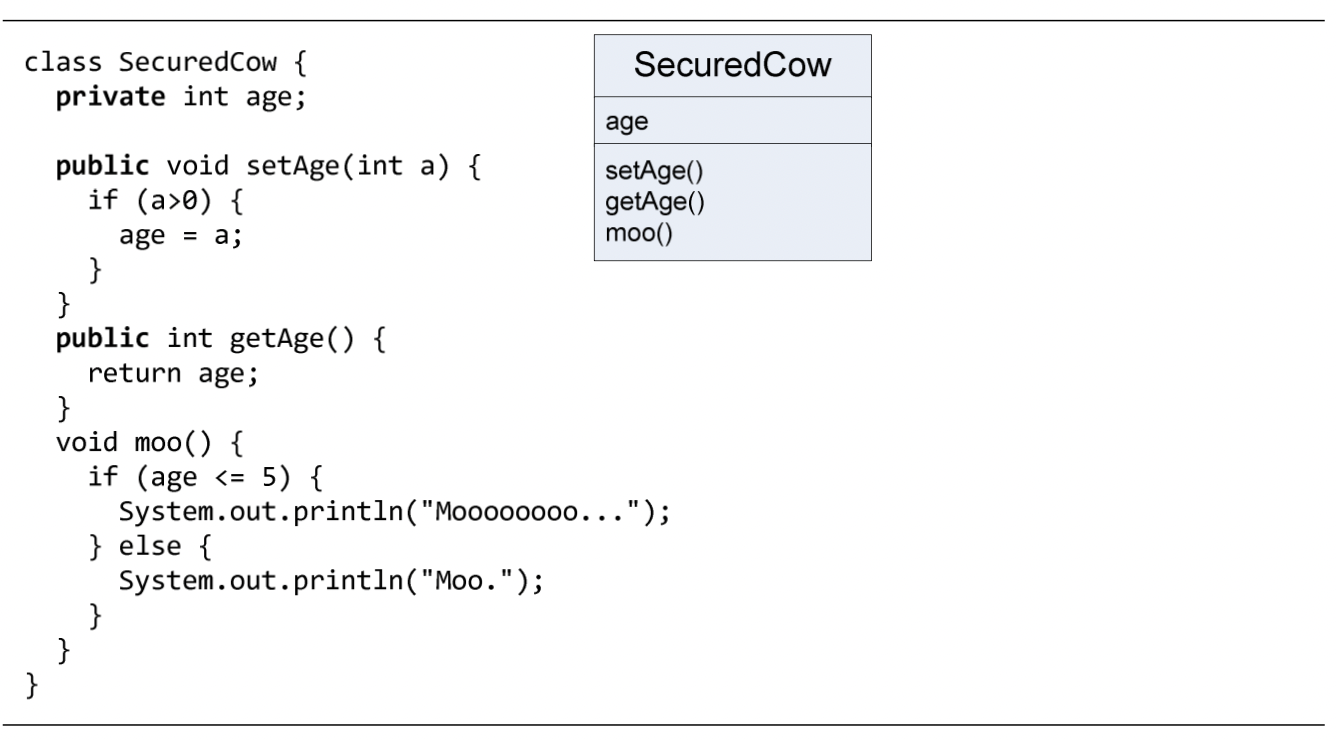 class SecuredCow {
  private int age;

  public void setAge(int a) {
    if (a>0) {
      age = a;
    }
  }
  public int getAge() {
    return age;
  }
  void moo() {
    if (age <= 5) {
      System.out.println("Moooooooo...");
    } else {
      System.out.println("Moo.");
    }
  }
}
SecuredCow
age
setAge()
getAge()
moo()